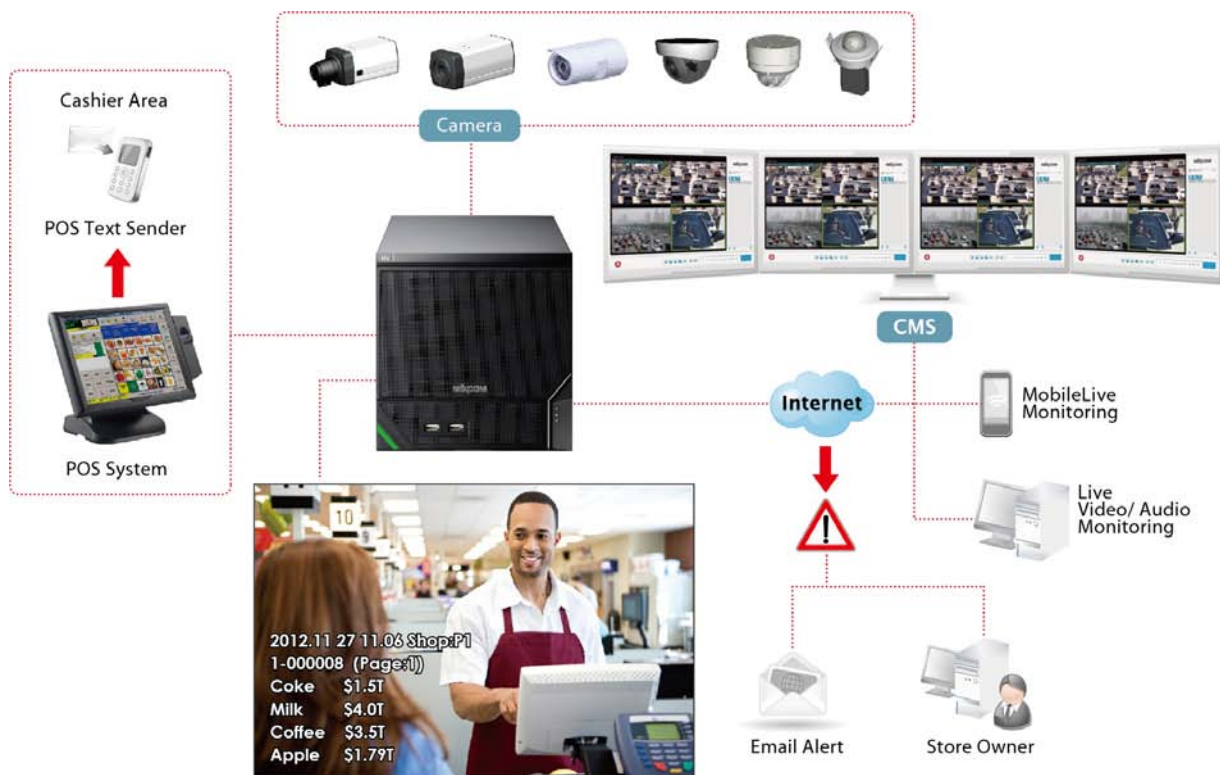 Cashier Area
POS Text Sender
POS System
Camera
CMS
Internet
MobileLive
Monitoring
Live
Video/ Audio
Monitoring
10
9
2012.11 27 11.06 Shop:P1
1-000008 (Page:1))
Coke $1.5T
Milk $4.0T
Coffee $3.5T
Apple $1.79T
Email Alert
Store Owner